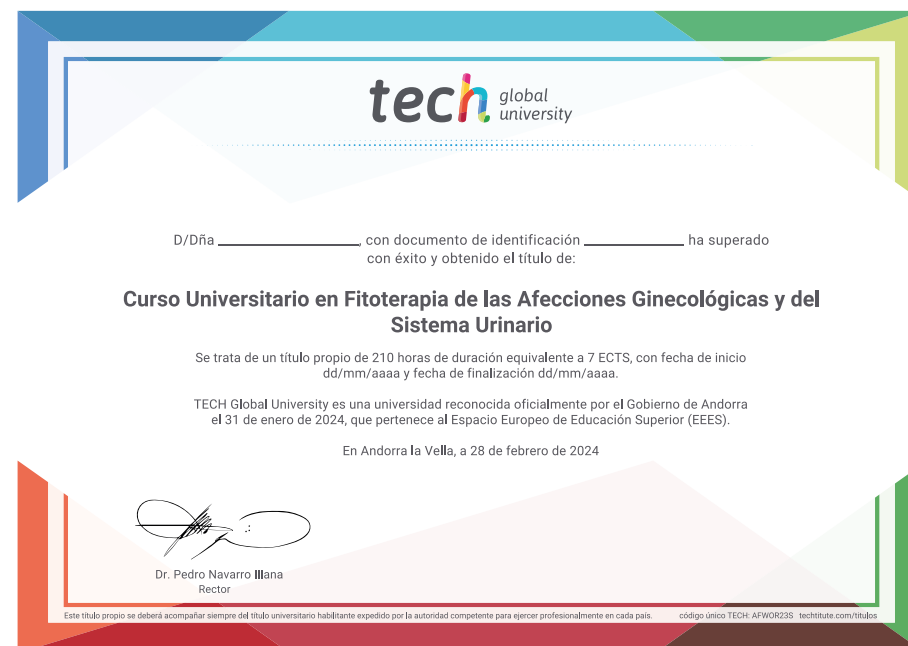 tech global university
D/Dña ____________________, con documento de identificación ______________ ha superado
con éxito y obtenido el título de:
Curso Universitario en Fitoterapia de las Afecciones Ginecológicas y del
Sistema Urinario
Se trata de un título propio de 210 horas de duración equivalente a 7 ECTS, con fecha de inicio
dd/mm/aaaa y fecha de finalización dd/mm/aaaa.
TECH Global University es una universidad reconocida oficialmente por el Gobierno de Andorra
el 31 de enero de 2024, que pertenece al Espacio Europeo de Educación Superior (EEES).
En Andorra la Vella, a 28 de febrero de 2024
Dr. Pedro Navarro Illana
Rector
Este título propio se deberá acompañar siempre del título universitario habilitante expedido por la autoridad competente para ejercer profesionalmente en cada país. código único TECH: AFWOR23S techtitute.com/titulos